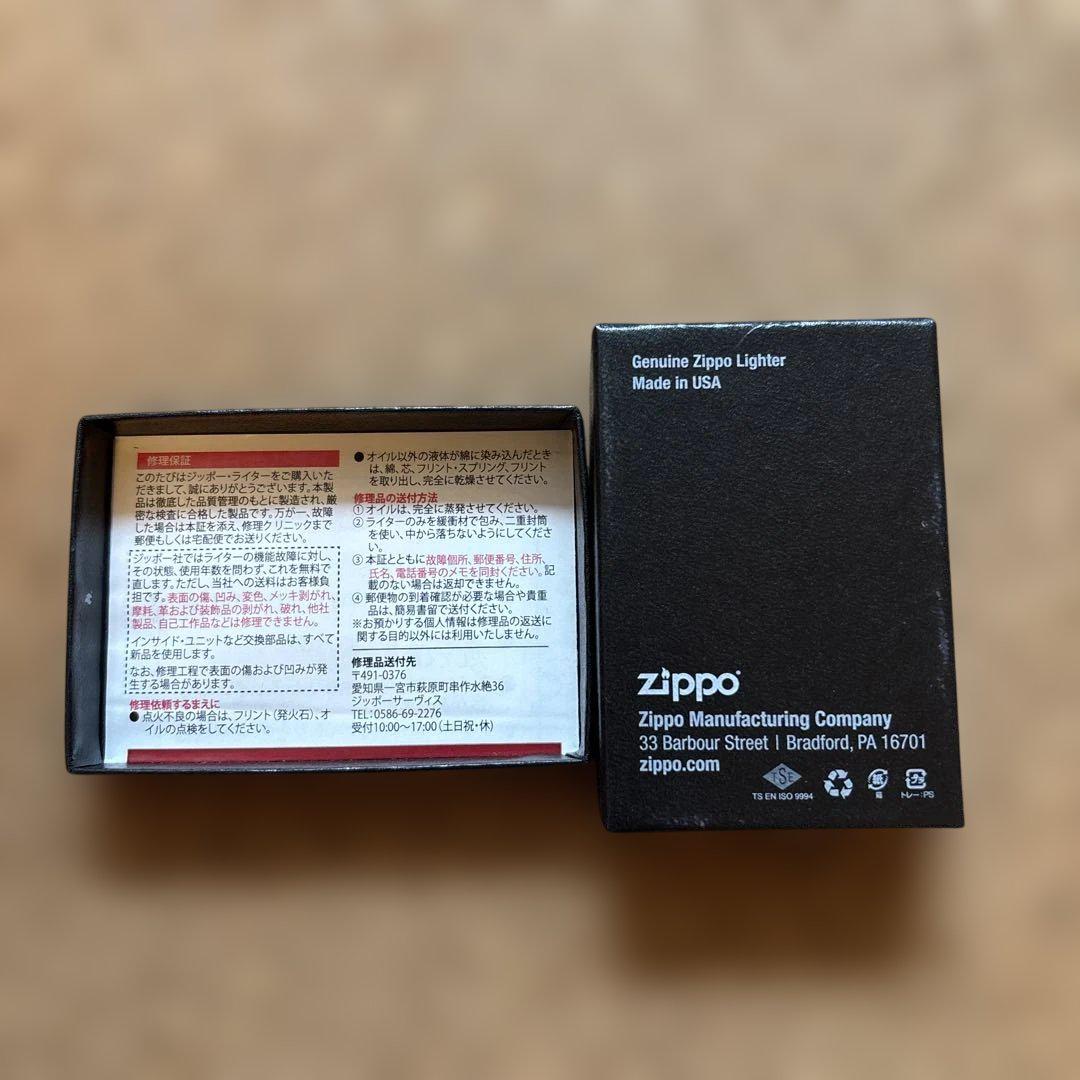 修理保証
このたびはジッポー・ライターをご購入いた
だきまして、誠にありがとうございます。本製
品は徹底した品質管理のもとに製造され、厳
密な検査に合格した製品です。万が一、故障
した場合は本証を添え、修理クリニックまで
郵便もしくは宅配便でお送りください。
ジッポー社ではライターの機能故障に対し、
その状態、使用年数を問わず、これを無料で
直します。ただし、当社への送料はお客様負
担です。表面の傷、凹み、変色、メッキ剥がれ、
摩耗、革および装飾品の剥がれ、破れ、他社
製品、自己工作品などは修理できません。
インサイド・ユニットなど交換部品は、すべて
新品を使用します。
なお、修理工程で表面の傷および凹みが発
生する場合があります。
修理依頼するまえに
● 点火不良の場合は、フリント（発火石）、オ
イルの点検をしてください。
● オイル以外の液体が綿に染み込んだとき
は、綿、芯、フリント・スプリング、フリント
を取り出し、完全に乾燥させてください。
修理品の送付方法
① オイルは、完全に蒸発させてください。
② ライターのみを緩衝材で包み、二重封筒
を使い、中から落ちないようにしてくださ
い。
③ 本証とともに故障個所、郵便番号、住所、
氏名、電話番号のメモを同封ください。記
載のない場合は返却できません。
④ 郵便物の到着確認が必要な場合や貴重
品は、簡易書留で送付ください。
※お預かりする個人情報は修理品の返送に
関する目的以外には利用いたしません。
修理品送付先
〒491-0376
愛知県一宮市萩原町串作水絶36
ジッポーサーヴィス
TEL：0586-69-2276
受付10:00～17:00（土日祝・休）
Genuine Zippo Lighter
Made in USA
zippo
Zippo Manufacturing Company
33 Barbour Street | Bradford, PA 16701
zippo.com
TSE
TS EN ISO 9994
紙
箱
プラ
トレー：PS